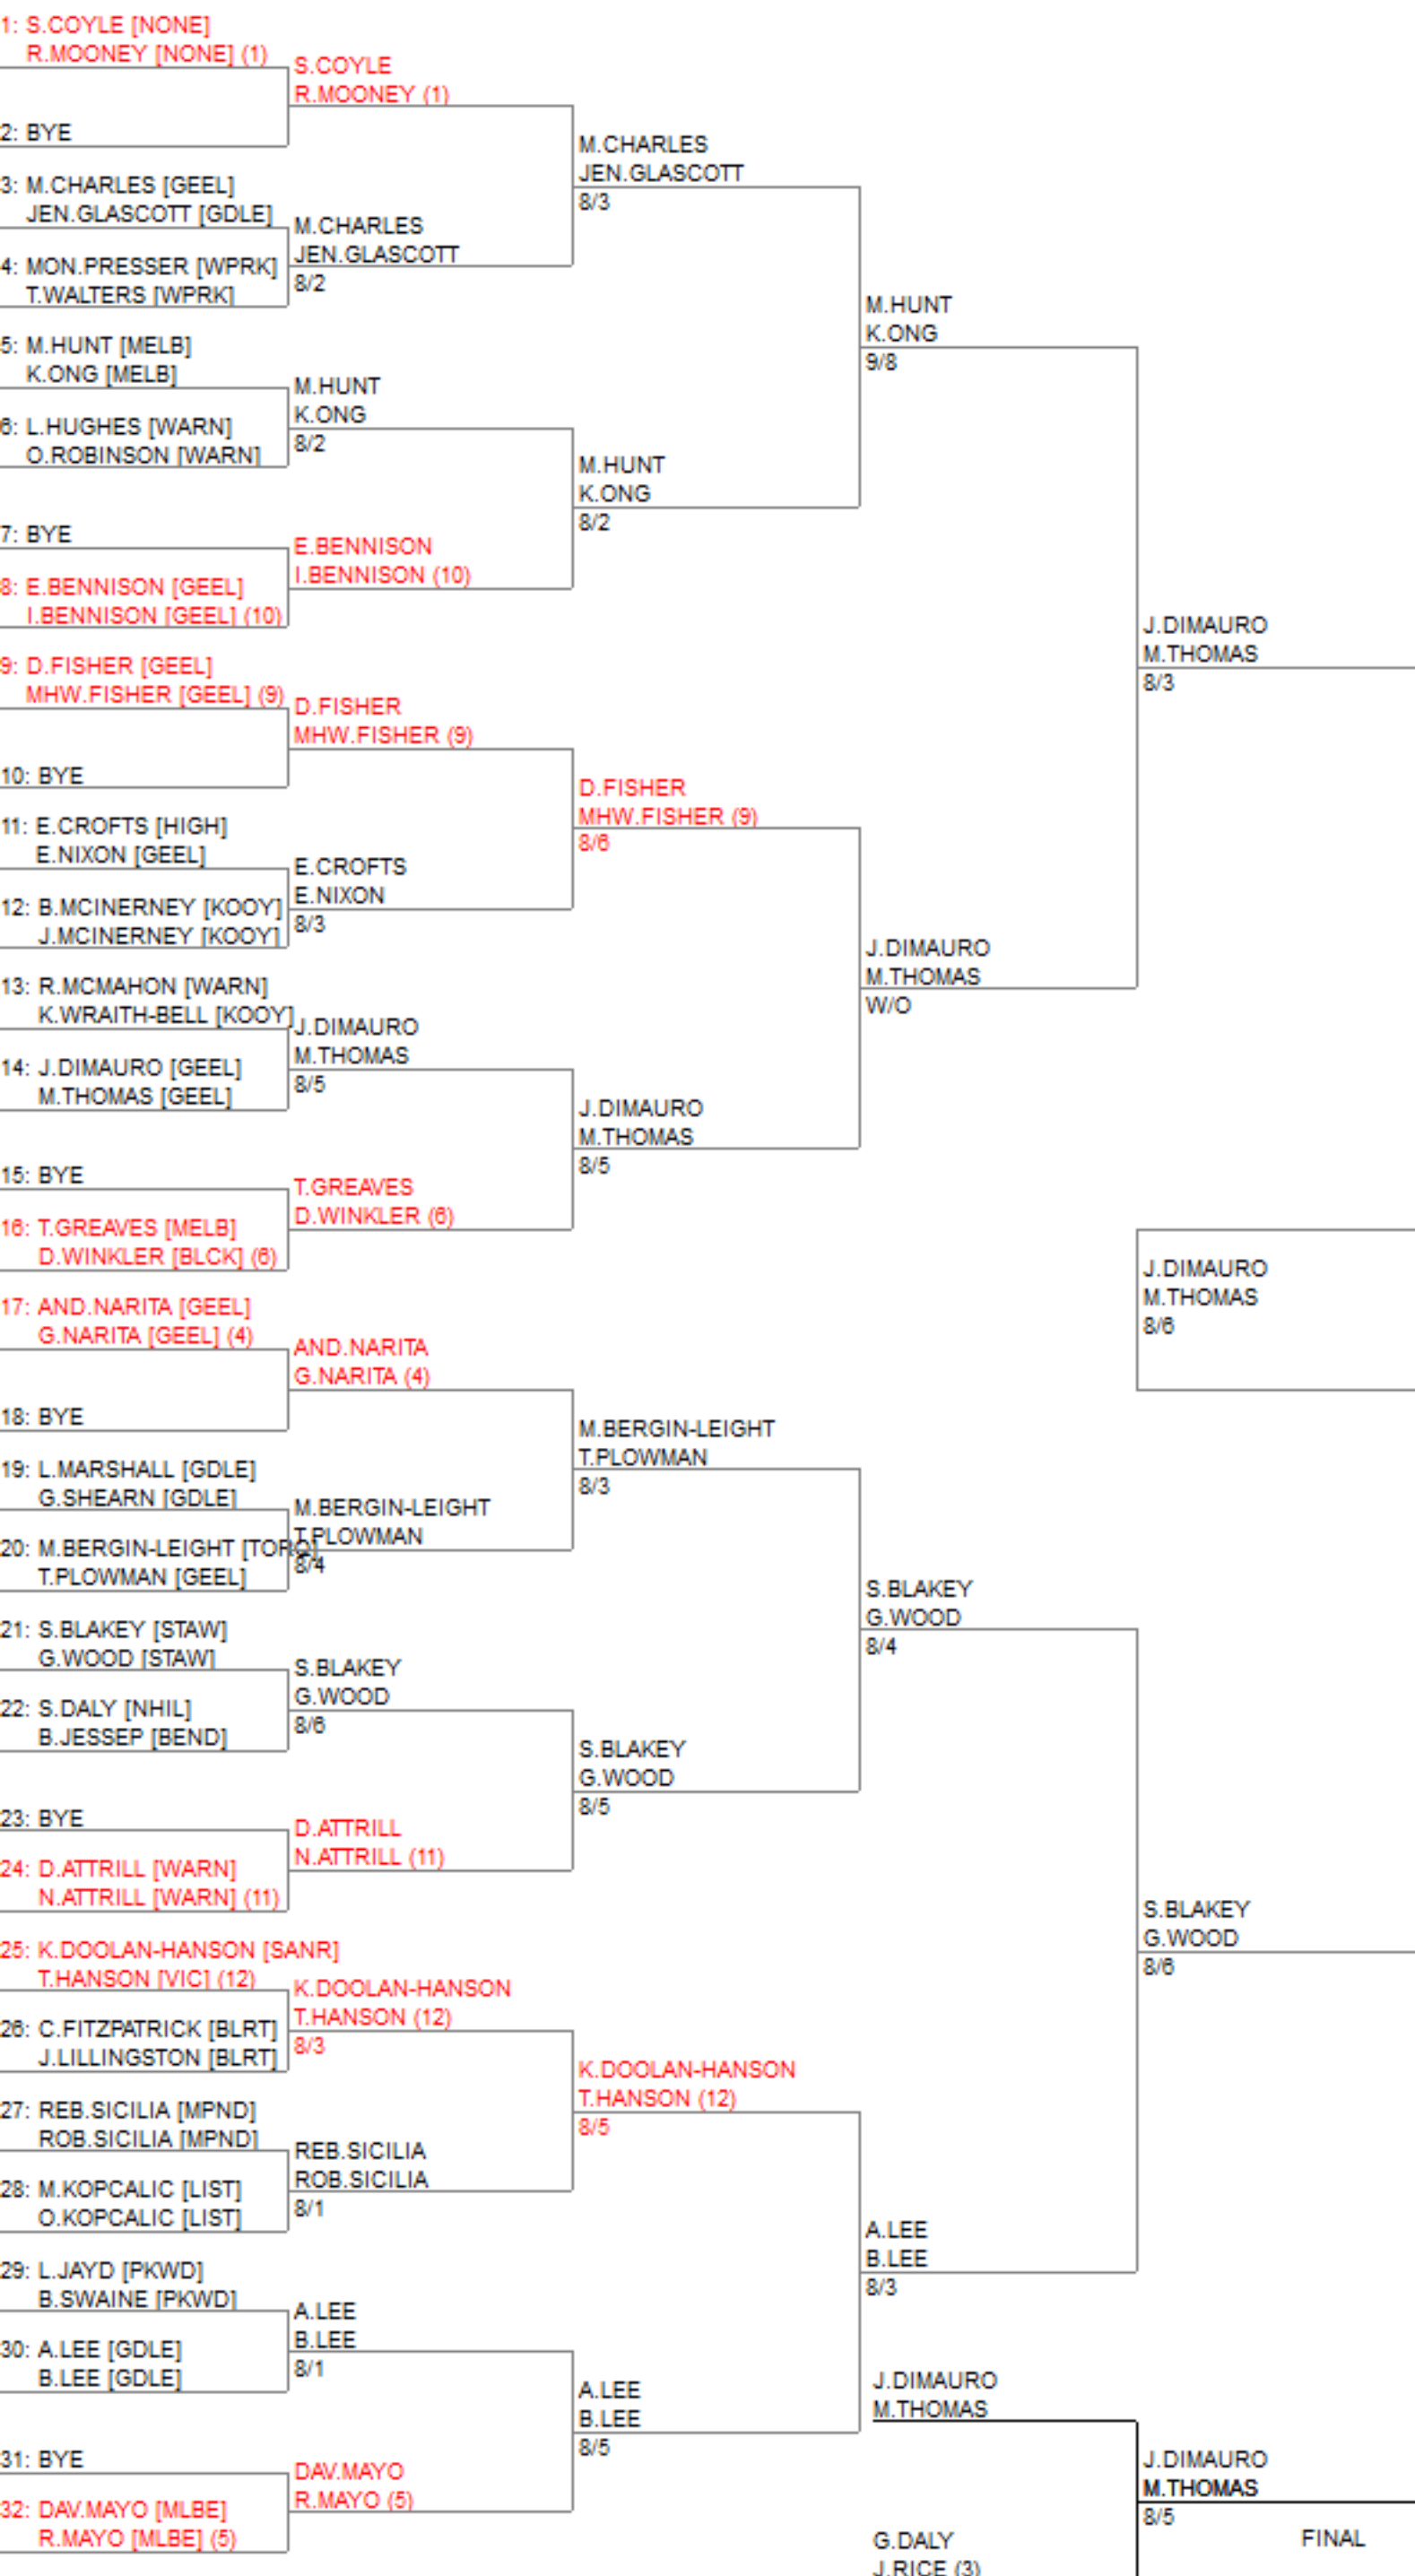 1: S.COYLE [NONE]
R.MOONEY [NONE] (1)
2: BYE
3: M.CHARLES [GEEL]
JEN.GLASCOTT [GDLE]
4: MON.PRESSER [WPRK]
T.WALTERS [WPRK]
5: M.HUNT [MELB]
K.ONG [MELB]
6: L.HUGHES [WARN]
O.ROBINSON [WARN]
7: BYE
8: E.BENNISON [GEEL]
I.BENNISON [GEEL] (10)
9: D.FISHER [GEEL]
MHW.FISHER [GEEL] (9)
10: BYE
11: E.CROFTS [HIGH]
E.NIXON [GEEL]
12: B.MCINERNEY [KOOY]
J.MCINERNEY [KOOY]
13: R.MCMAHON [WARN]
K.WRAITH-BELL [KOOY]
14: J.DIMAURO [GEEL]
M.THOMAS [GEEL]
15: BYE
16: T.GREAVES [MELB]
D.WINKLER [BLCK] (6)
17: AND.NARITA [GEEL]
G.NARITA [GEEL] (4)
18: BYE
19: L.MARSHALL [GDLE]
G.SHEARN [GDLE]
20: M.BERGIN-LEIGHT [TORQ]
T.PLOWMAN [GEEL]
21: S.BLAKEY [STAW]
G.WOOD [STAW]
22: S.DALY [NHIL]
B.JESSEP [BEND]
23: BYE
24: D.ATTRILL [WARN]
N.ATTRILL [WARN] (11)
25: K.DOOLAN-HANSON [SANR]
T.HANSON [VIC] (12)
26: C.FITZPATRICK [BLRT]
J.LILLINGSTON [BLRT]
27: REB.SICILIA [MPND]
ROB.SICILIA [MPND]
28: M.KOPCALIC [LIST]
O.KOPCALIC [LIST]
29: L.JAYD [PKWD]
B.SWAINE [PKWD]
30: A.LEE [GDLE]
B.LEE [GDLE]
31: BYE
32: DAV.MAYO [MLBE]
R.MAYO [MLBE] (5)
S.COYLE
R.MOONEY (1)
M.CHARLES
JEN.GLASCOTT
8/2
M.HUNT
K.ONG
8/2
E.BENNISON
I.BENNISON (10)
D.FISHER
MHW.FISHER (9)
E.CROFTS
E.NIXON
8/3
J.DIMAURO
M.THOMAS
8/5
T.GREAVES
D.WINKLER (6)
AND.NARITA
G.NARITA (4)
M.BERGIN-LEIGHT
T.PLOWMAN
8/4
S.BLAKEY
G.WOOD
8/6
D.ATTRILL
N.ATTRILL (11)
K.DOOLAN-HANSON
T.HANSON (12)
8/3
REB.SICILIA
ROB.SICILIA
8/1
A.LEE
B.LEE
8/1
DAV.MAYO
R.MAYO (5)
M.CHARLES
JEN.GLASCOTT
8/3
M.HUNT
K.ONG
8/2
D.FISHER
MHW.FISHER (9)
8/6
J.DIMAURO
M.THOMAS
8/5
M.BERGIN-LEIGHT
T.PLOWMAN
8/3
S.BLAKEY
G.WOOD
8/5
K.DOOLAN-HANSON
T.HANSON (12)
8/5
A.LEE
B.LEE
8/5
M.HUNT
K.ONG
9/8
J.DIMAURO
M.THOMAS
W/O
S.BLAKEY
G.WOOD
8/4
A.LEE
B.LEE
8/3
J.DIMAURO
M.THOMAS
G.DALY
J.RICE (3)
J.DIMAURO
M.THOMAS
8/3
J.DIMAURO
M.THOMAS
8/6
S.BLAKEY
G.WOOD
8/6
J.DIMAURO
M.THOMAS
8/5
FINAL